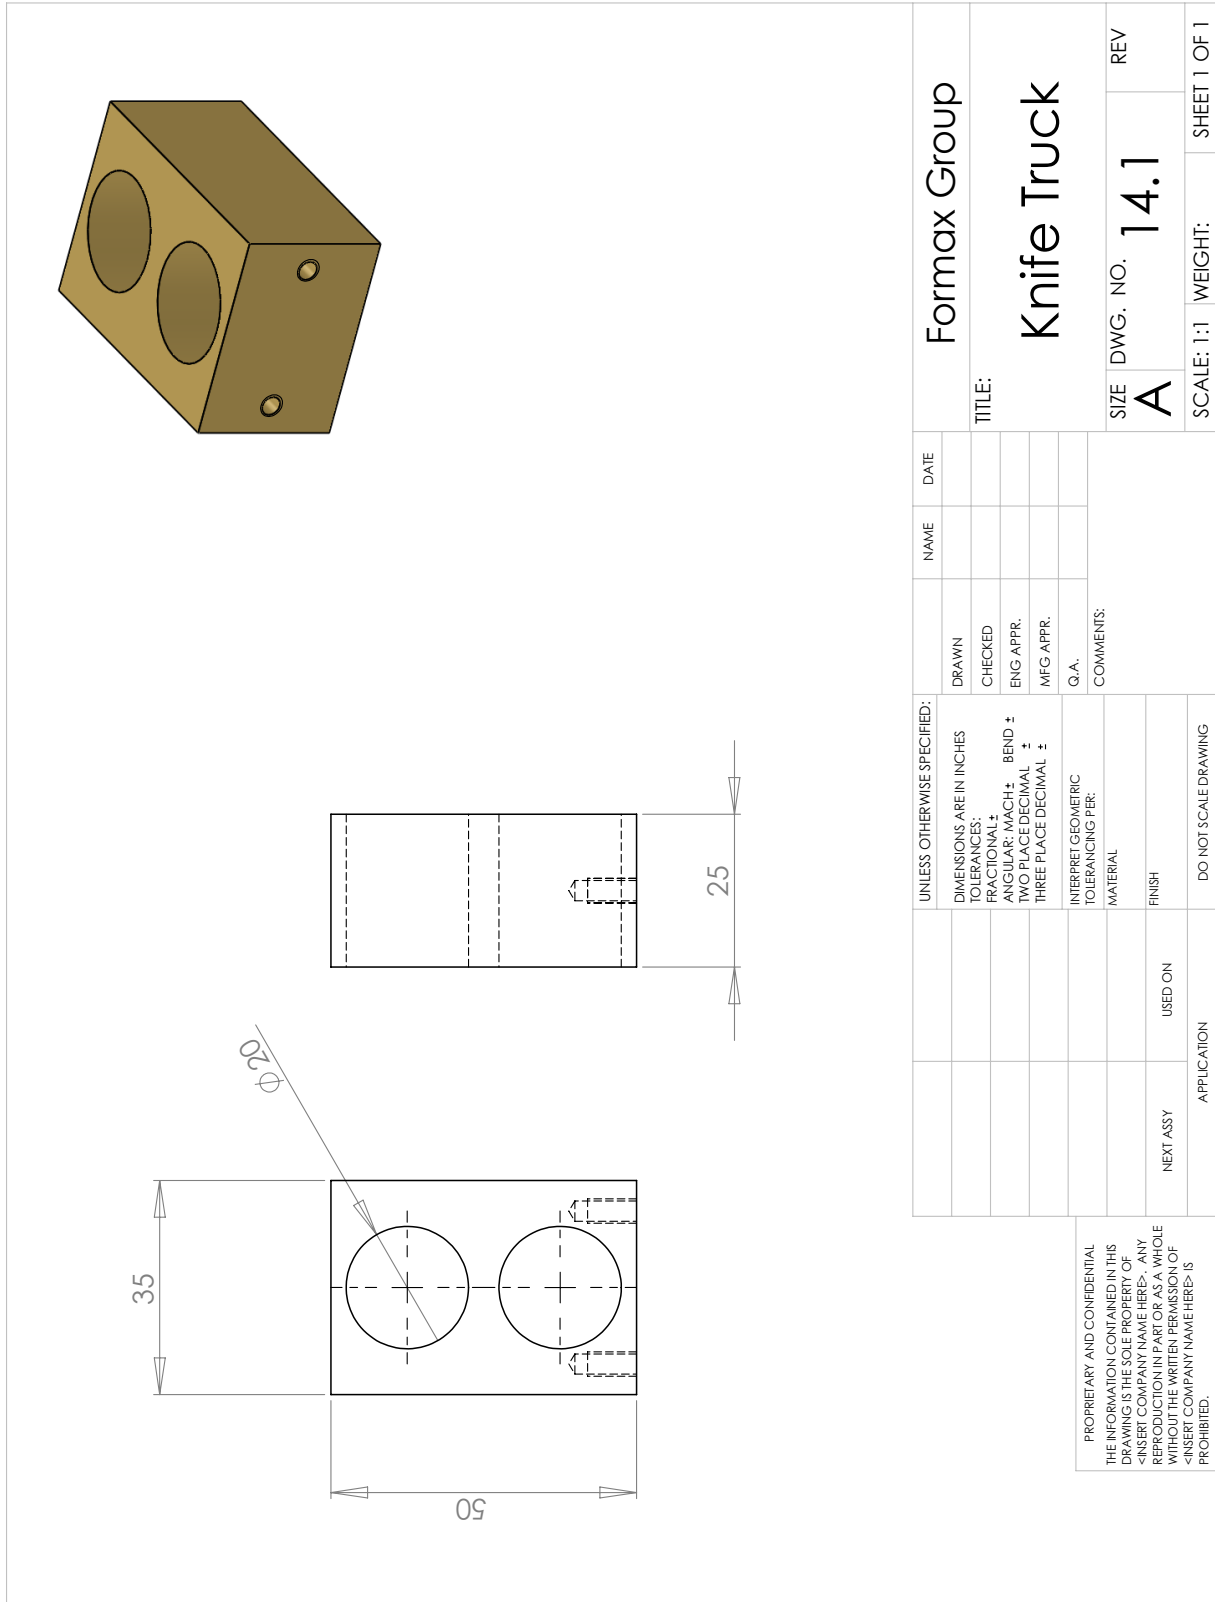 35
⌀20
50
25
PROPRIETARY AND CONFIDENTIAL
THE INFORMATION CONTAINED IN THIS
DRAWING IS THE SOLE PROPERTY OF
<INSERT COMPANY NAME HERE>. ANY
REPRODUCTION IN PART OR AS A WHOLE
WITHOUT THE WRITTEN PERMISSION OF
<INSERT COMPANY NAME HERE> IS
PROHIBITED.
NEXT ASSY
USED ON
APPLICATION
UNLESS OTHERWISE SPECIFIED:
DIMENSIONS ARE IN INCHES
TOLERANCES:
FRACTIONAL±
ANGULAR: MACH± BEND ±
TWO PLACE DECIMAL ±
THREE PLACE DECIMAL ±
INTERPRET GEOMETRIC
TOLERANCING PER:
MATERIAL
FINISH
DO NOT SCALE DRAWING
NAME
DATE
DRAWN
CHECKED
ENG APPR.
MFG APPR.
Q.A.
COMMENTS:
Formax Group
TITLE:
Knife Truck
SIZE
A
DWG. NO.
14.1
REV
SCALE: 1:1
WEIGHT:
SHEET 1 OF 1